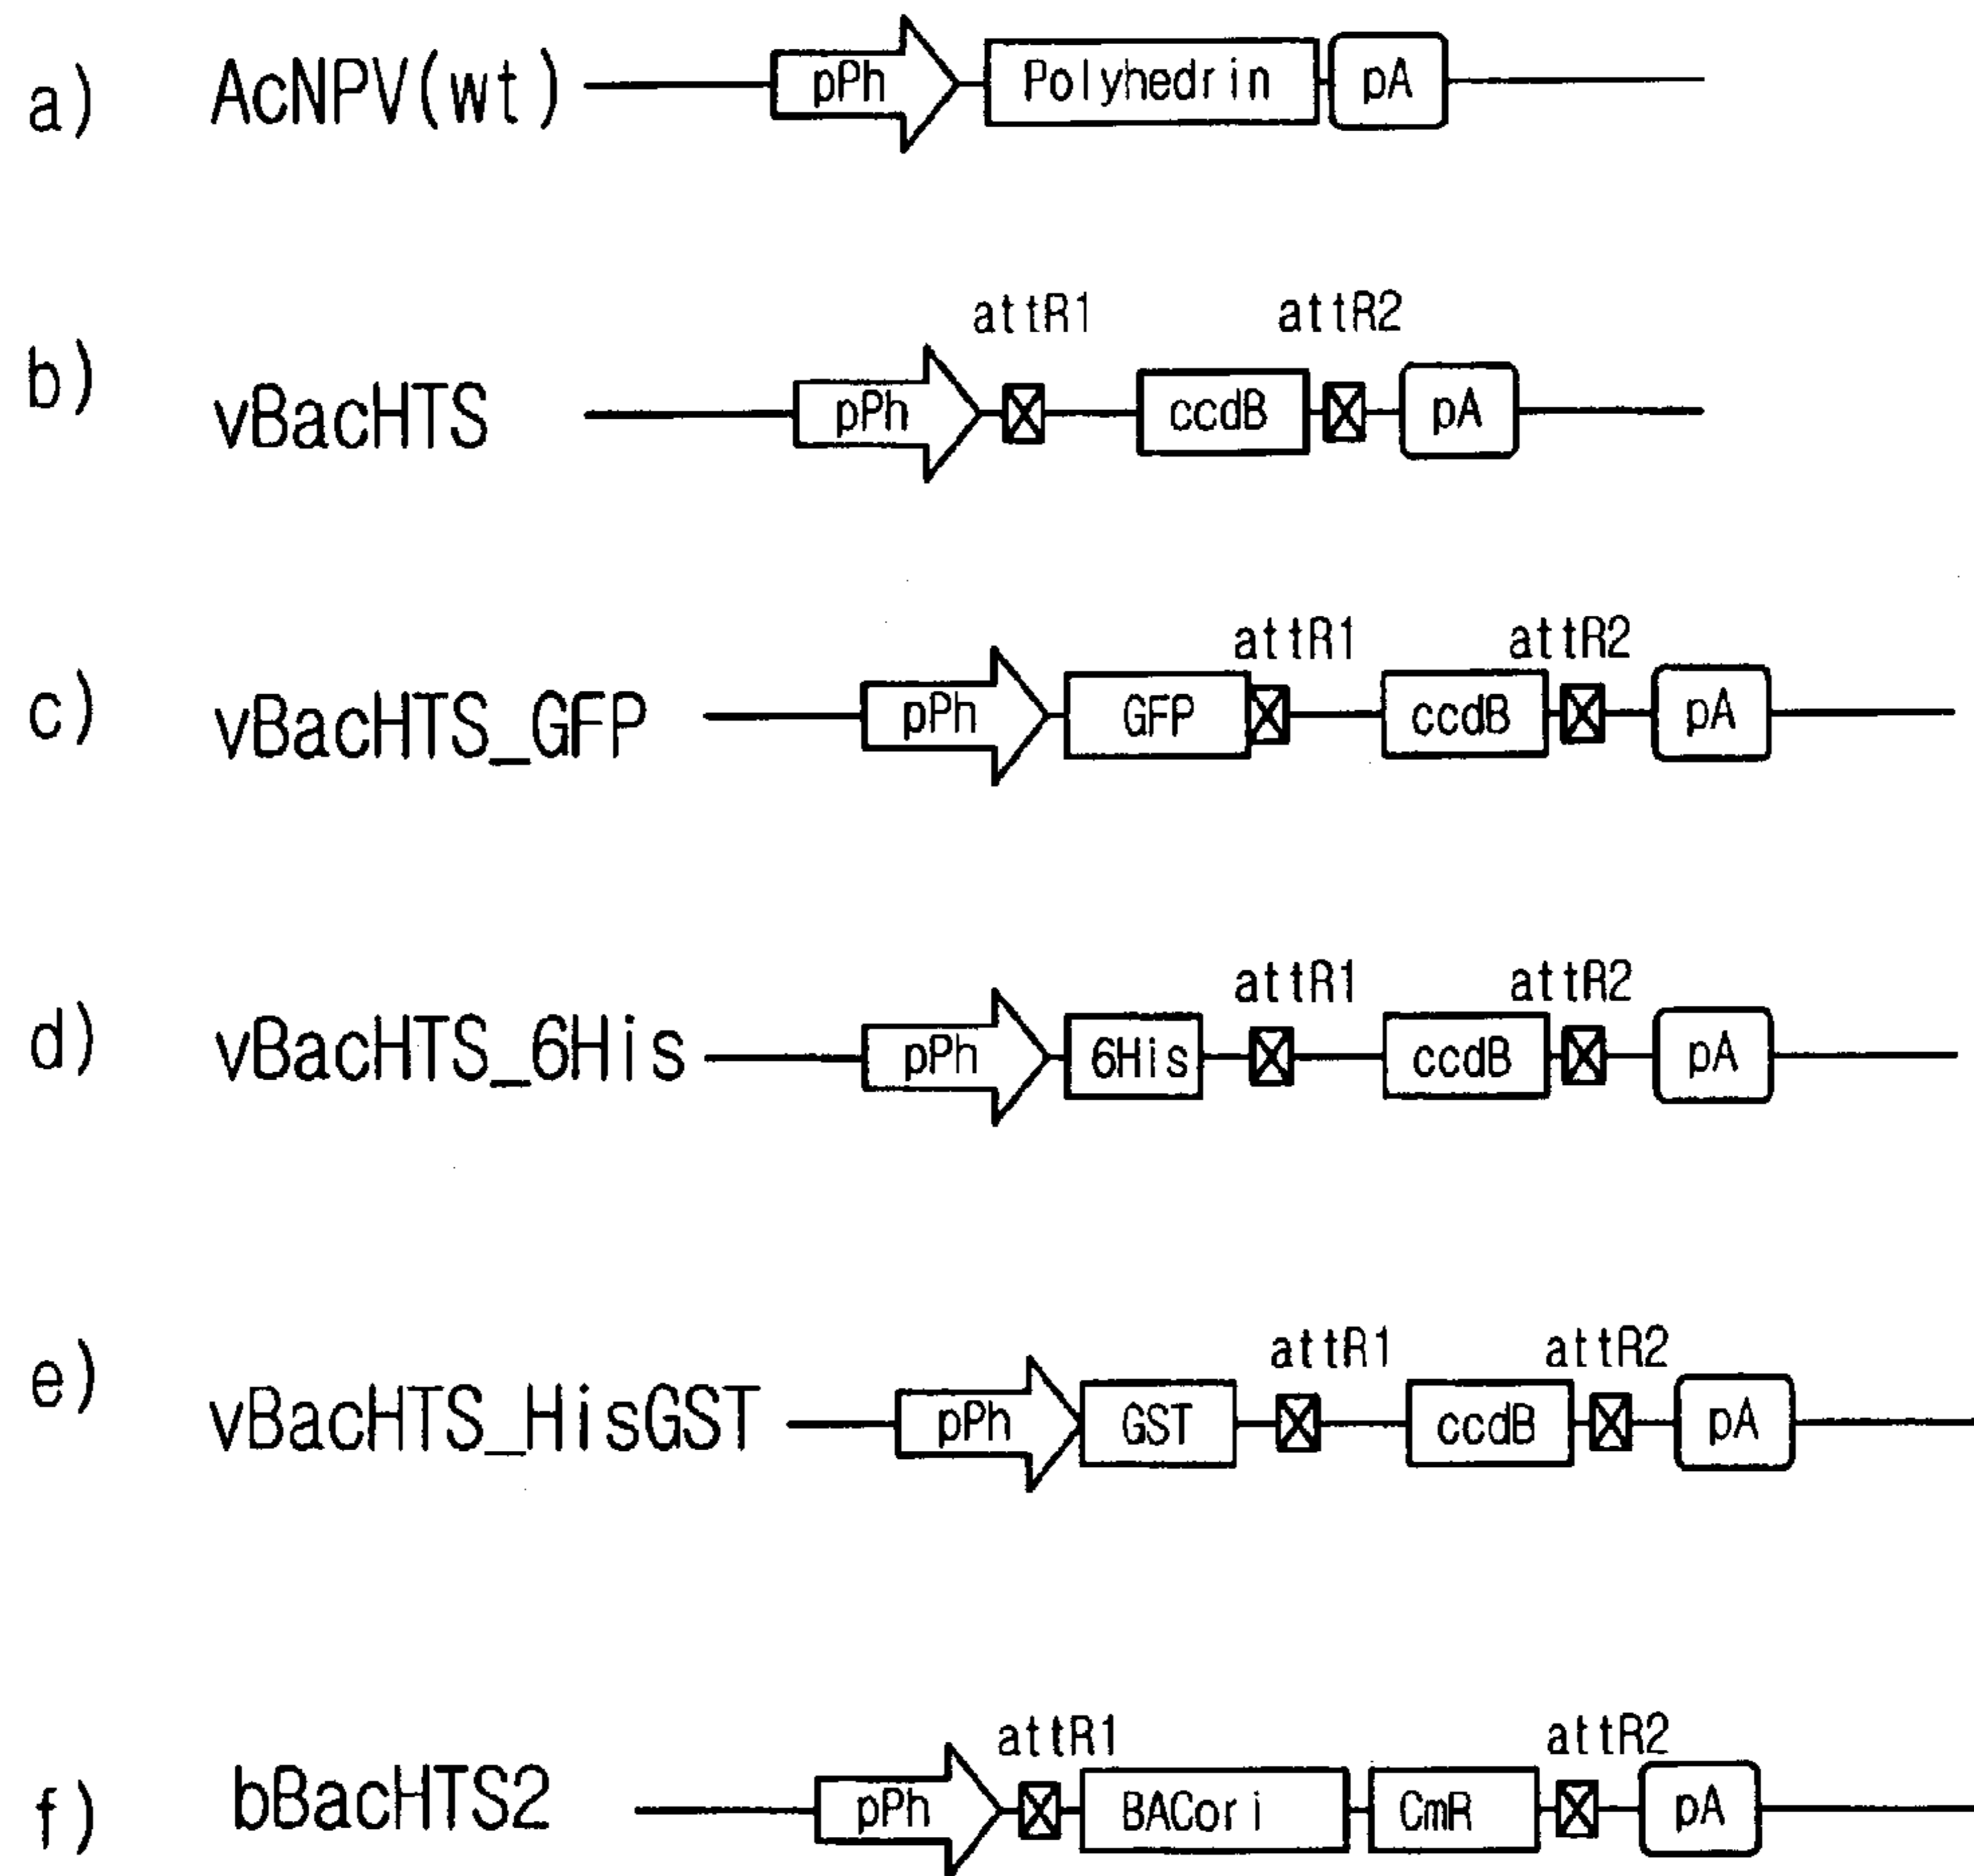 a) AcNPV(wt) pPh Polyhedrin pA
attR1 attR2
b) vBacHTS pPh ccdB pA
attR1 attR2
c) vBacHTS_GFP pPh GFP ccdB pA
attR1 attR2
d) vBacHTS_6His pPh 6His ccdB pA
attR1 attR2
e) vBacHTS_HisGST pPh GST ccdB pA
attR1 attR2
f) bBacHTS2 pPh BACori CmR pA